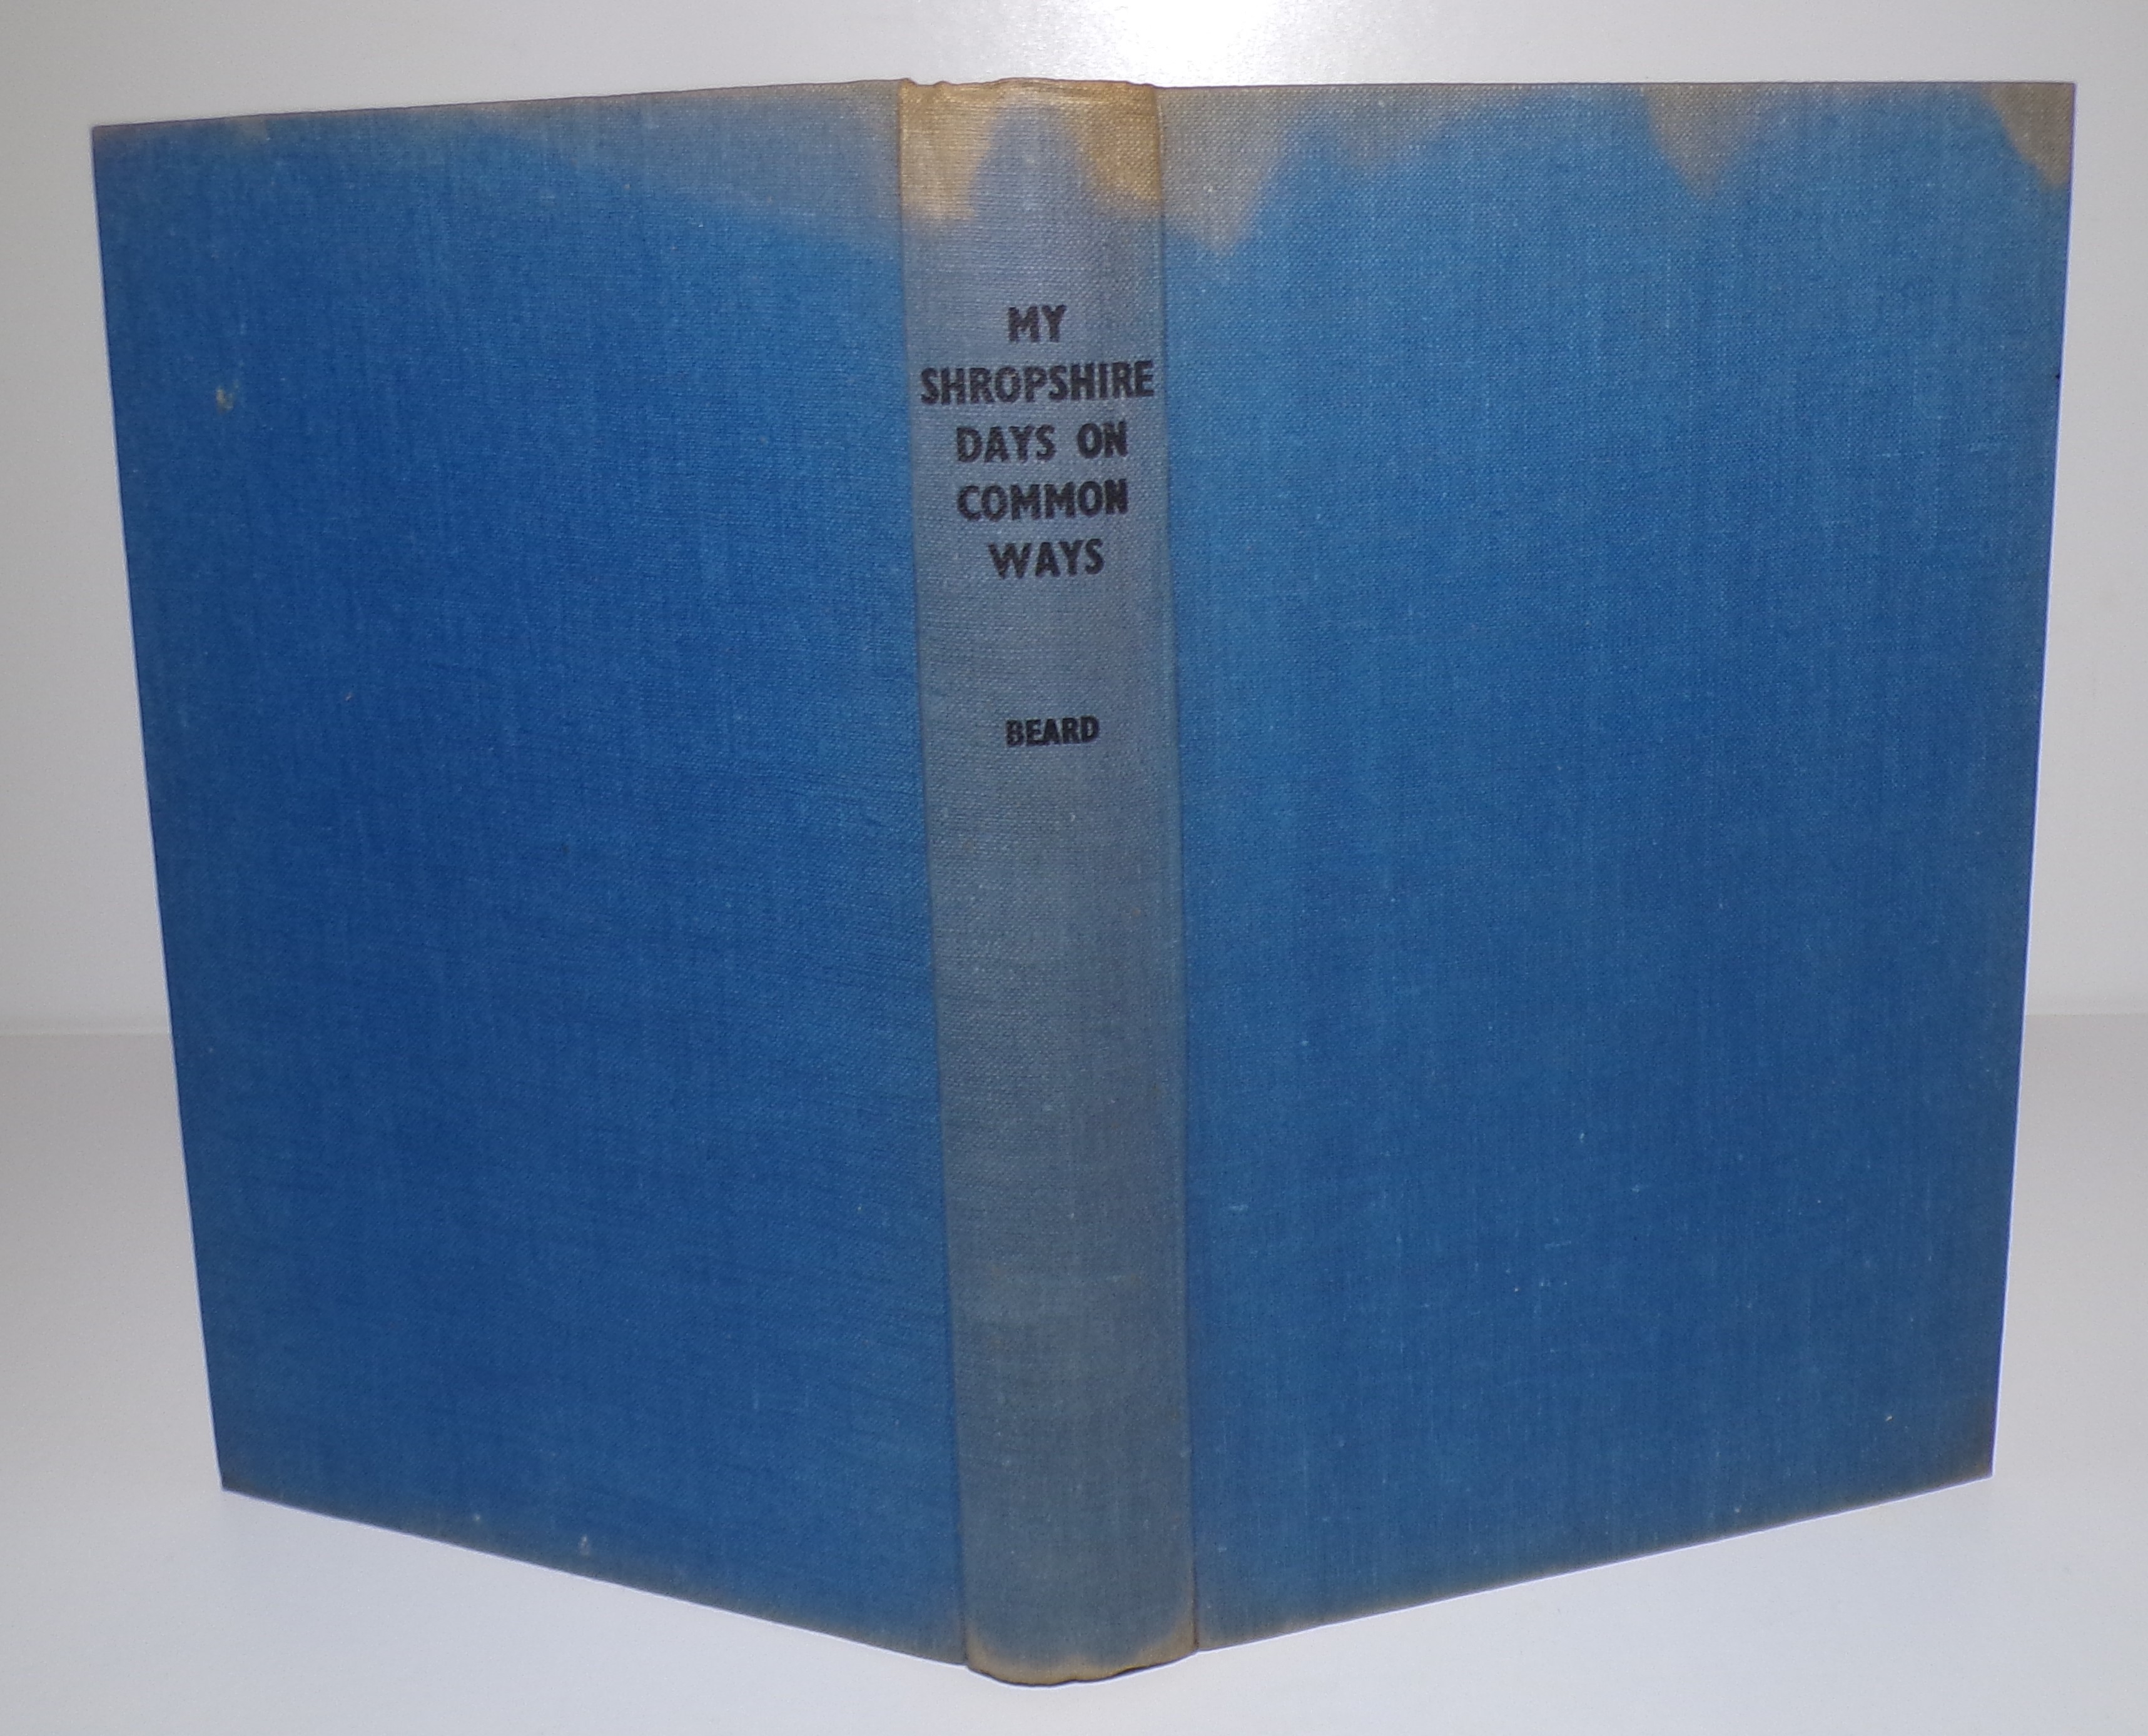 MY
SHROPSHIRE
DAYS ON
COMMON
WAYS
BEARD